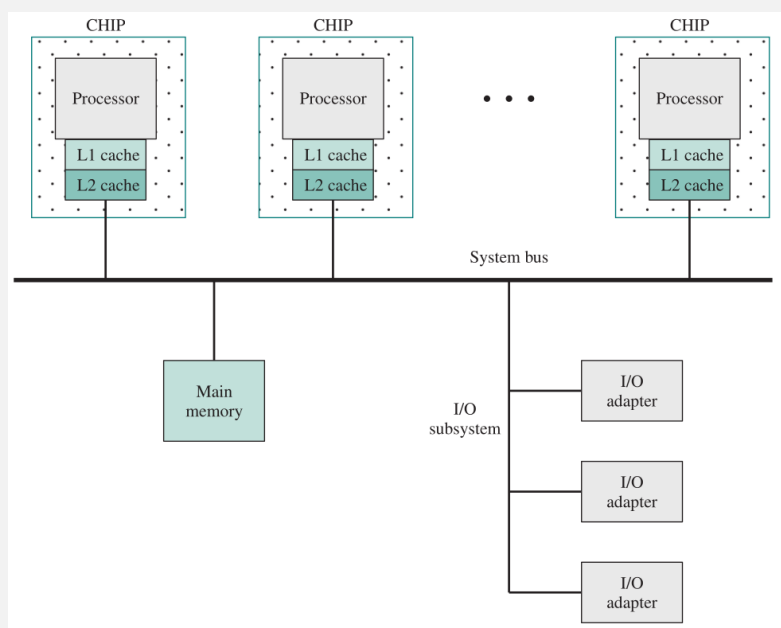 CHIP
CHIP
CHIP
Processor
Processor
Processor
L1 cache
L1 cache
L1 cache
L2 cache
L2 cache
L2 cache
System bus
Main
memory
I/O
subsystem
I/O
adapter
I/O
adapter
I/O
adapter